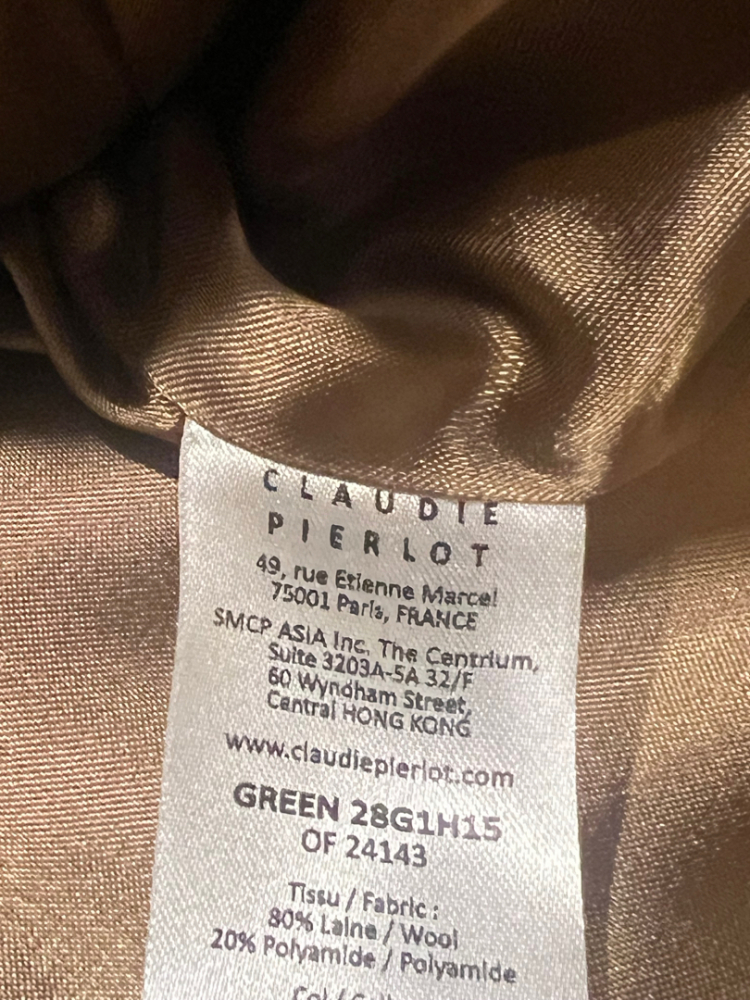 CLAUDIE
PIERLOT
49, rue Etienne Marcel
75001 Paris, FRANCE
SMCP ASIA Inc. The Centrium,
Suite 3203A-5A 32/F
60 Wyndham Street,
Central HONG KONG
www.claudiepierlot.com
GREEN 28G1H15
OF 24143
Tissu / Fabric :
80% Laine / Wool
20% Polyamide / Polyamide
Col /